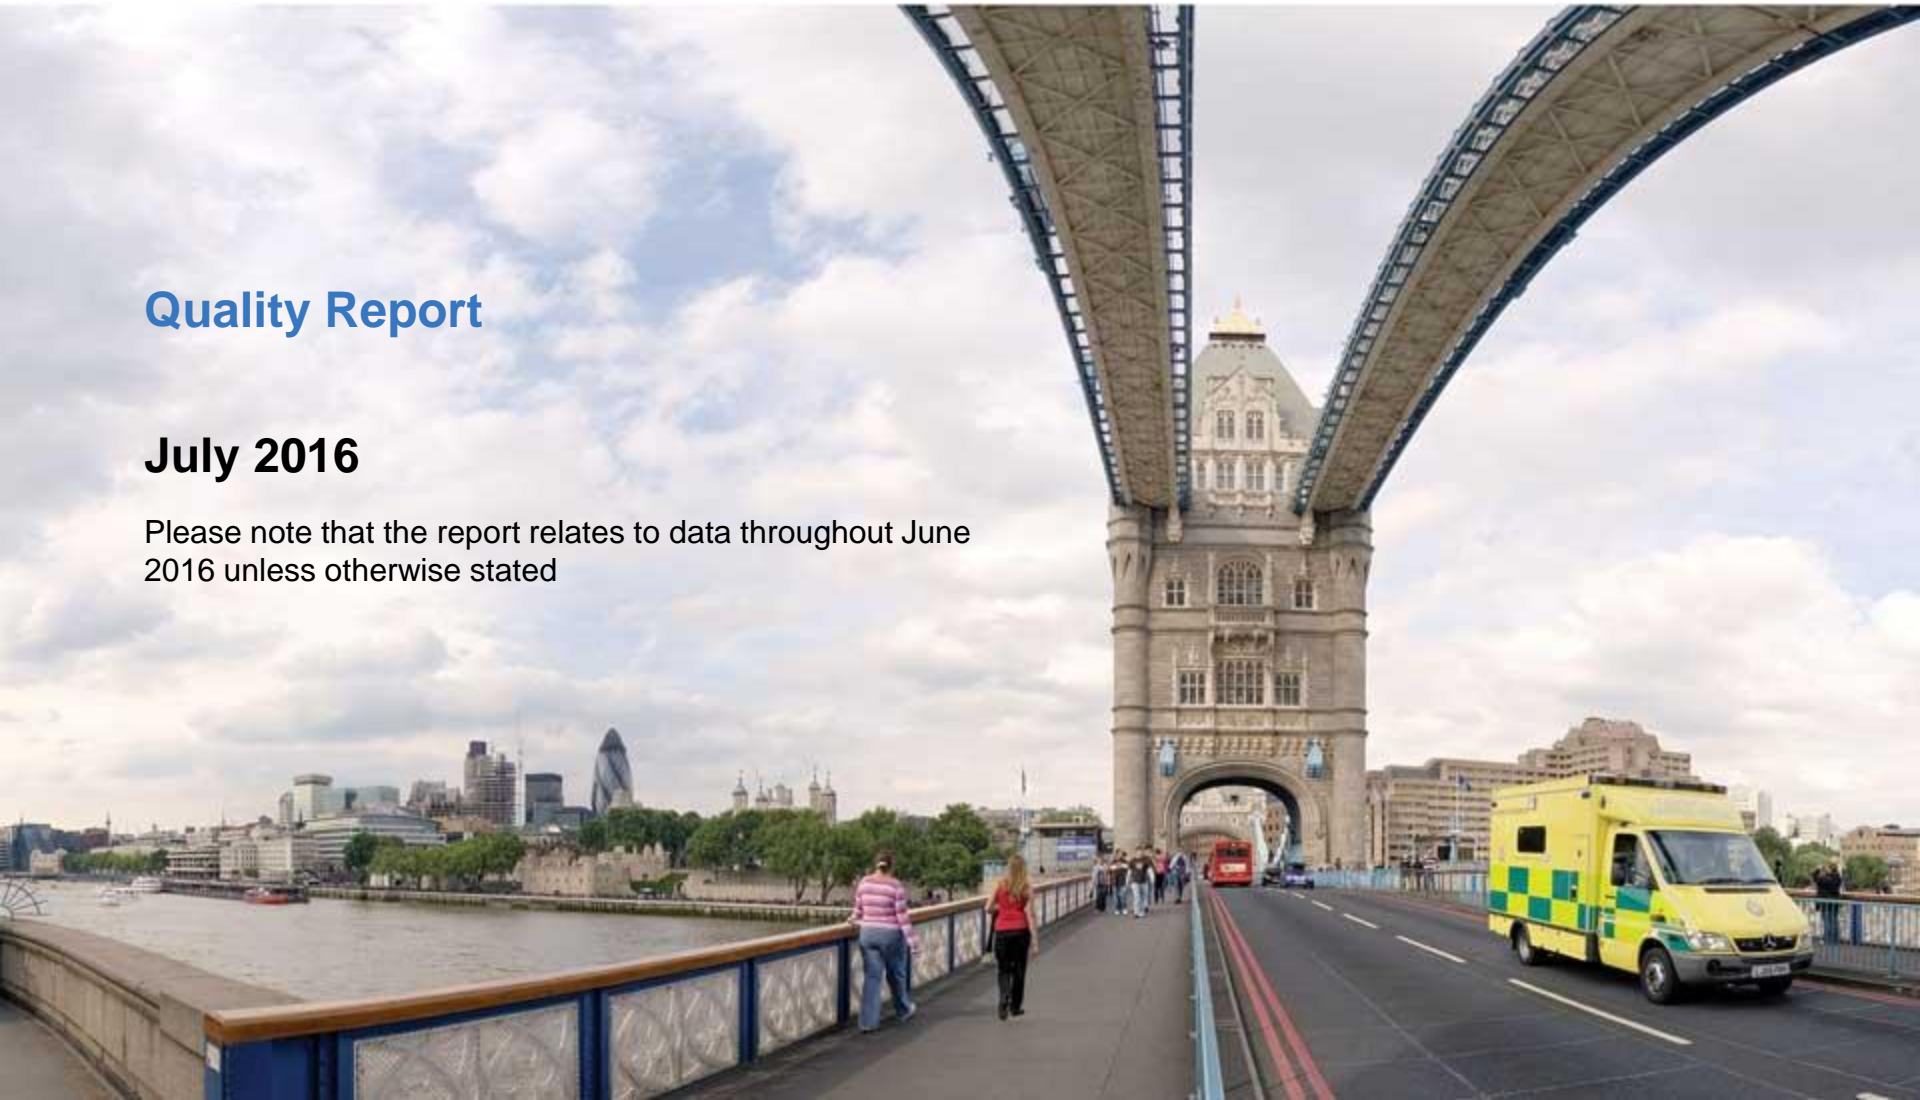 Quality Report
July 2016
Please note that the report relates to data throughout June
2016 unless otherwise stated